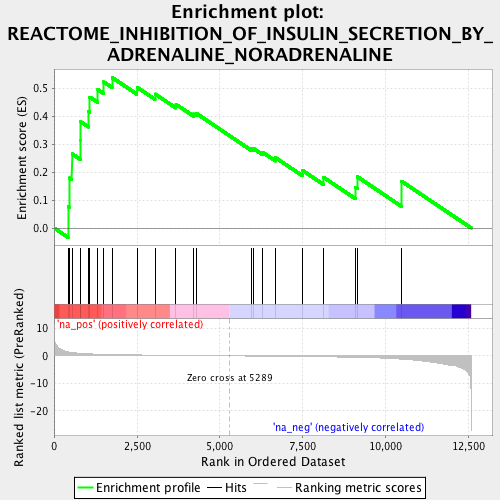 Enrichment plot:
REACTOME_INHIBITION_OF_INSULIN_SECRETION_BY_
ADRENALINE_NORADRENALINE
Enrichment score (ES)
0.5
0.4
0.3
0.2
0.1
0.0
'na_pos' (positively correlated)
Ranked list metric (PreRanked)
10
5
0
-5
-10
-15
-20
Zero cross at 5289
'na_neg' (negatively correlated)
0
2,500
5,000
7,500
10,000
12,500
Rank in Ordered Dataset
Enrichment profile
Hits
Ranking metric scores